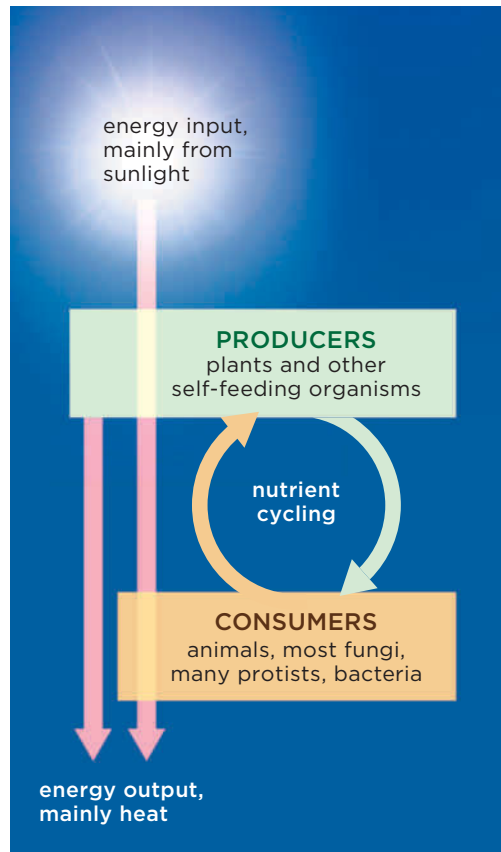 energy input,
mainly from
sunlight
PRODUCERS
plants and other
self-feeding organisms
nutrient
cycling
CONSUMERS
animals, most fungi,
many protists, bacteria
energy output,
mainly heat